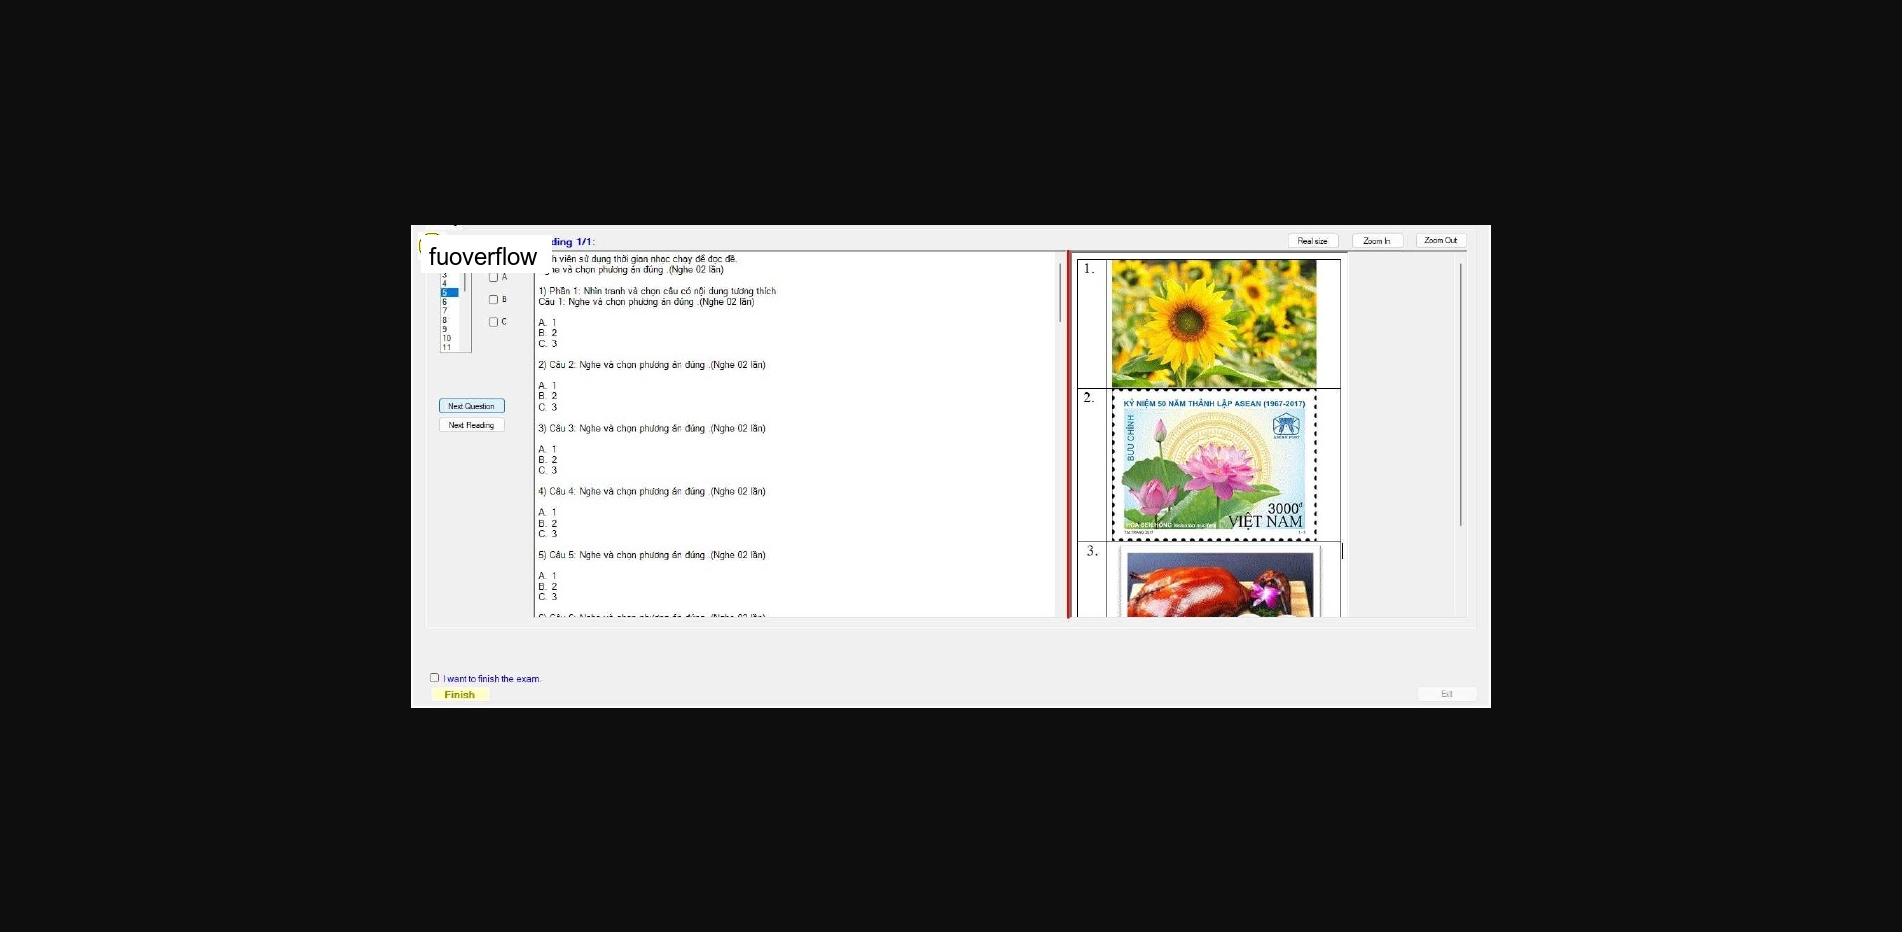 fuoverflow
ding 1/1:
Real size
Zoom In
Zoom Out
h viên sử dụng thời gian nhạc chạy để đọc đề.
he và chọn phương án đúng .(Nghe 02 lần)
3
4
5
6
7
8
9
10
11
A
B
C
Next Question
Next Reading
1) Phần 1: Nhìn tranh và chọn câu có nội dung tương thích
Câu 1: Nghe và chọn phương án đúng .(Nghe 02 lần)
A. 1
B. 2
C. 3
2) Câu 2: Nghe và chọn phương án đúng .(Nghe 02 lần)
A. 1
B. 2
C. 3
3) Câu 3: Nghe và chọn phương án đúng .(Nghe 02 lần)
A. 1
B. 2
C. 3
4) Câu 4: Nghe và chọn phương án đúng .(Nghe 02 lần)
A. 1
B. 2
C. 3
5) Câu 5: Nghe và chọn phương án đúng .(Nghe 02 lần)
A. 1
B. 2
C. 3
1.
2.
KỶ NIỆM 50 NĂM THÀNH LẬP ASEAN (1967-2017)
BƯU CHÍNH
3000đ
HOA SEN HỒNG
VIỆT NAM
3.
I want to finish the exam.
Finish
Exit